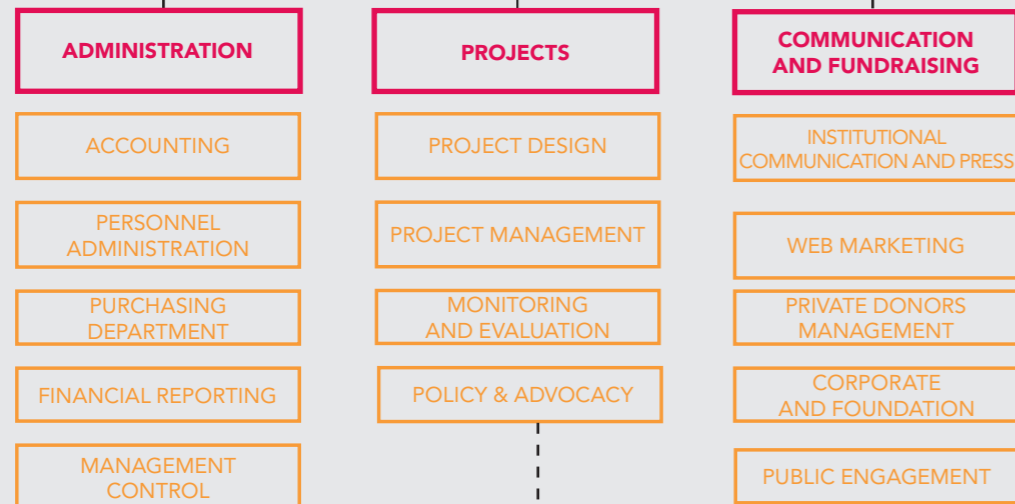 ADMINISTRATION
ACCOUNTING
PERSONNEL
ADMINISTRATION
PURCHASING
DEPARTMENT
FINANCIAL REPORTING
MANAGEMENT
CONTROL
PROJECTS
PROJECT DESIGN
PROJECT MANAGEMENT
MONITORING
AND EVALUATION
POLICY & ADVOCACY
COMMUNICATION
AND FUNDRAISING
INSTITUTIONAL
COMMUNICATION AND PRESS
WEB MARKETING
PRIVATE DONORS
MANAGEMENT
CORPORATE
AND FOUNDATION
PUBLIC ENGAGEMENT